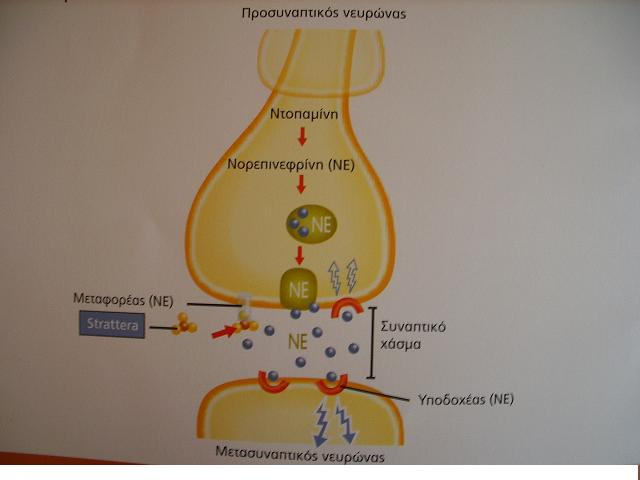 Προσυναπτικός νευρώνας
Ντοπαμίνη
Νορεπινεφρίνη (NE)
NE
NE
Μεταφορέας (NE)
Strattera
NE
Συναπτικό
χάσμα
Υποδοχέας (NE)
Μετασυναπτικός νευρώνας